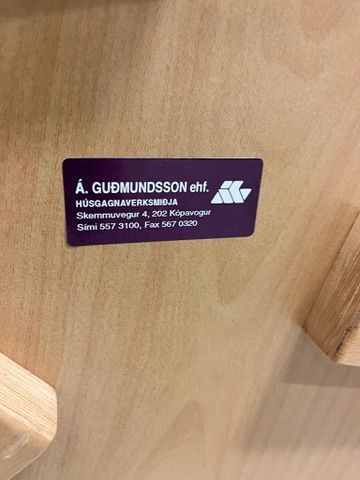 Á. GUÐMUNDSSON ehf.
HÚSGAGNAVERKSMIÐJA
Skemmuvegur 4, 202 Kópavogur
Sími 557 3100, Fax 567 0320